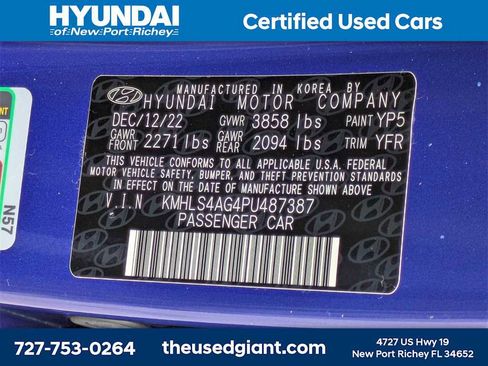 HYUNDAI
of New Port Richey
Certified Used Cars
MANUFACTURED IN KOREA BY
HYUNDAI MOTOR COMPANY
DEC/12/22 GVWR 3858 lbs PAINT YP5
GAWR FRONT 2271 lbs GAWR REAR 2094 lbs TRIM YFR
THIS VEHICLE CONFORMS TO ALL APPLICABLE U.S.A. FEDERAL
MOTOR VEHICLE SAFETY, BUMPER, AND THEFT PREVENTION
STANDARDS IN EFFECT ON THE DATE OF MANUFACTURE SHOWN ABOVE.
V.I.N KMHLS4AG4PU487387
PASSENGER CAR
N57
727-753-0264
theusedgiant.com
4727 US Hwy 19
New Port Richey FL 34652